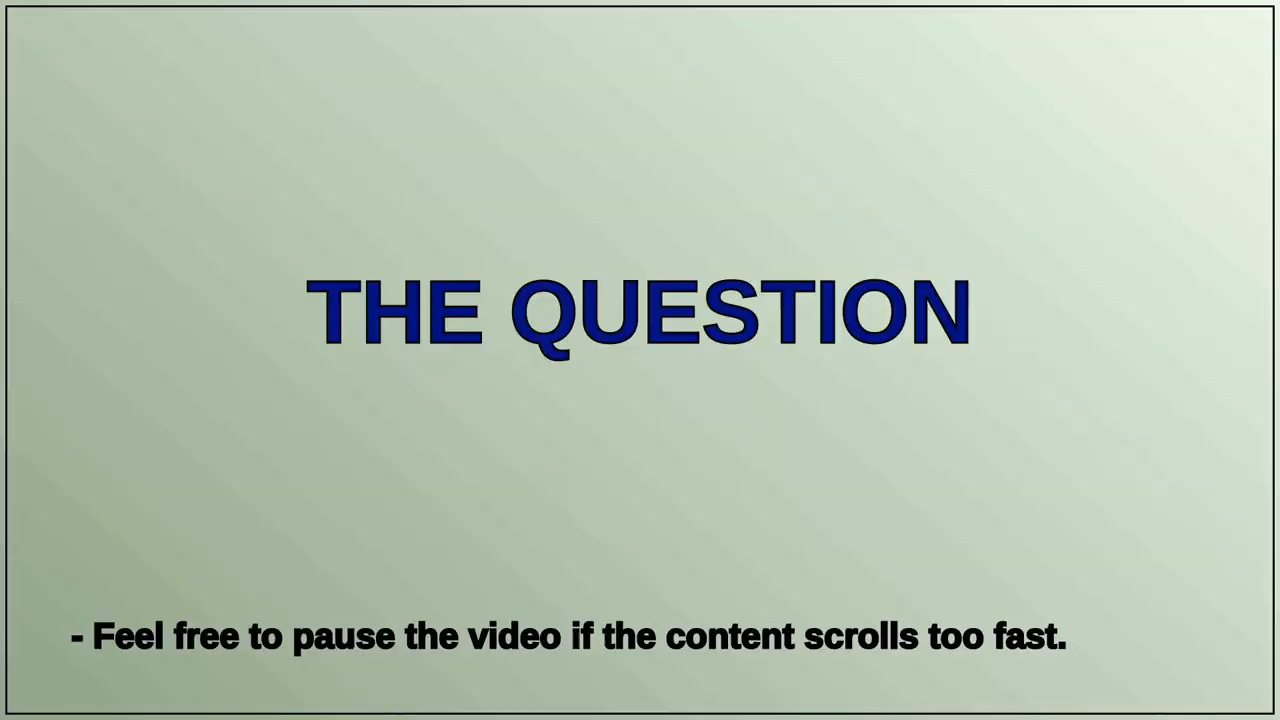 THE QUESTION
- Feel free to pause the video if the content scrolls too fast.